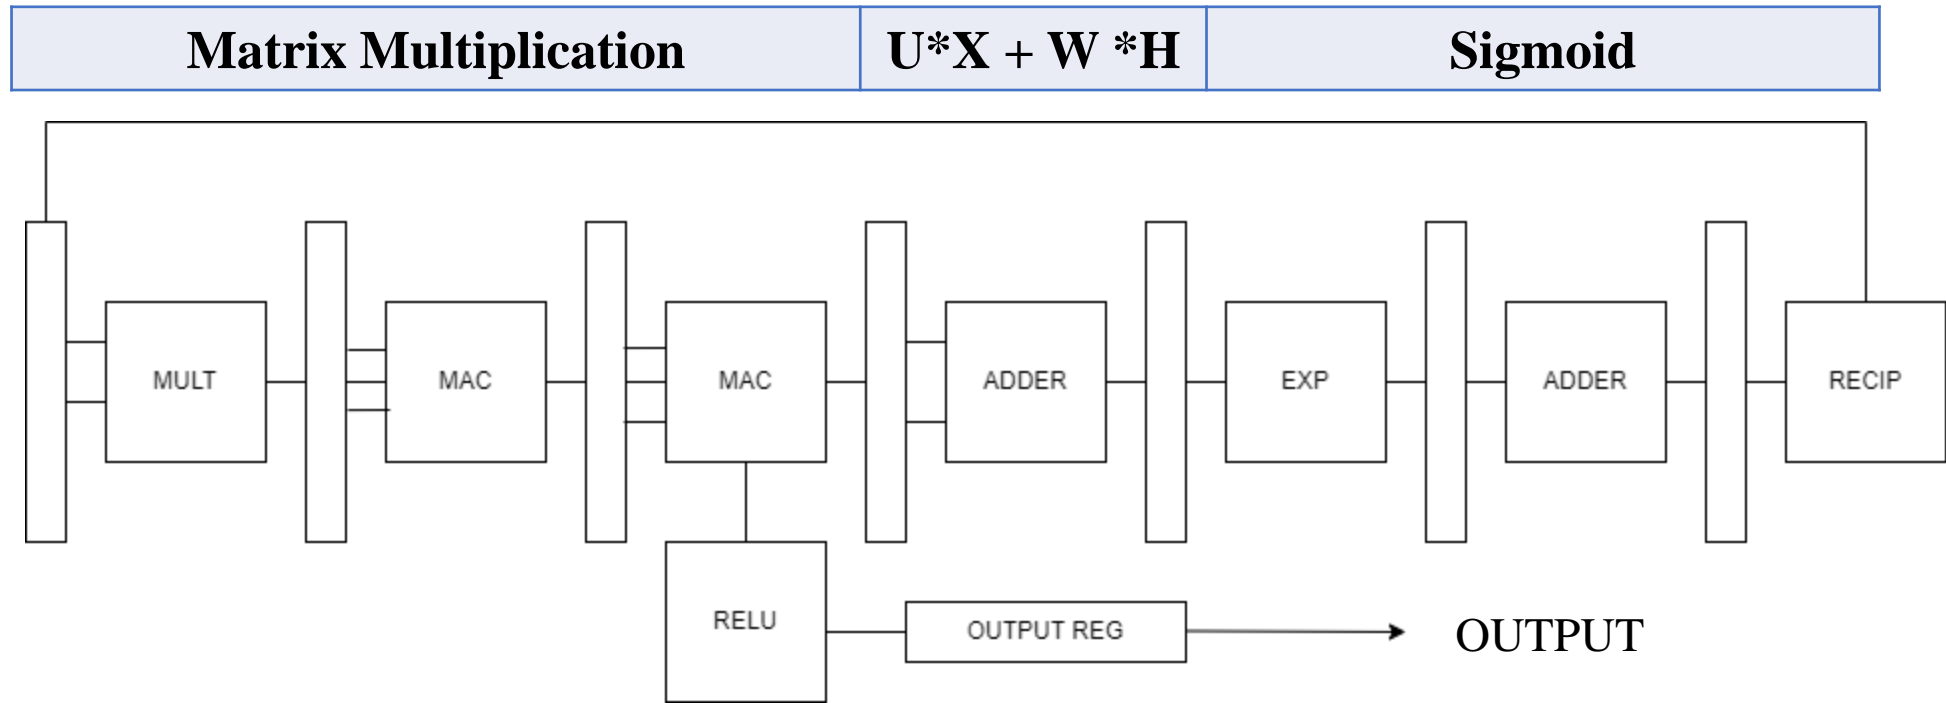 Matrix Multiplication
U*X + W *H
Sigmoid
MULT
MAC
MAC
ADDER
EXP
ADDER
RECIP
RELU
OUTPUT REG
OUTPUT